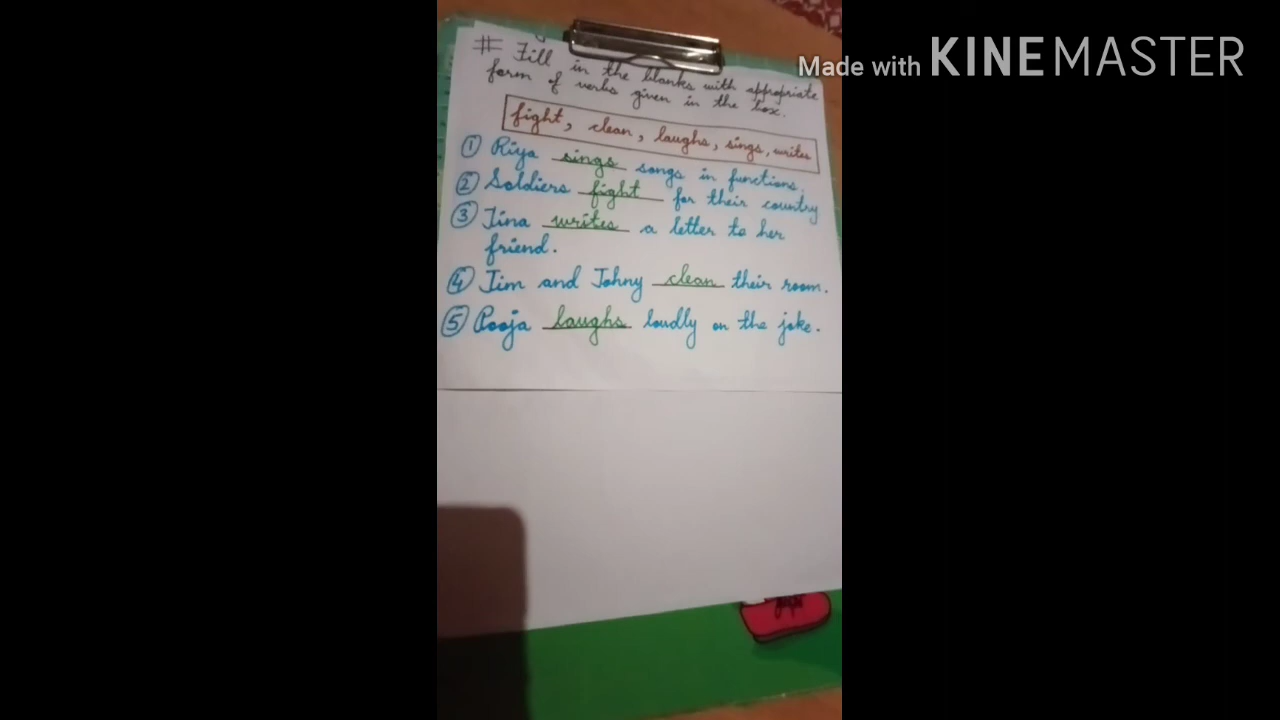 Made with KINEMASTER
# Fill in the blanks with appropriate
form of verbs given in the box.
fight, clean, laughs, sings, writes
① Riya sings songs in functions.
② Soldiers fight for their country
③ Tina writes a letter to her
friend.
④ Jim and Johny clean their room.
⑤ Pooja laughs loudly on the joke.